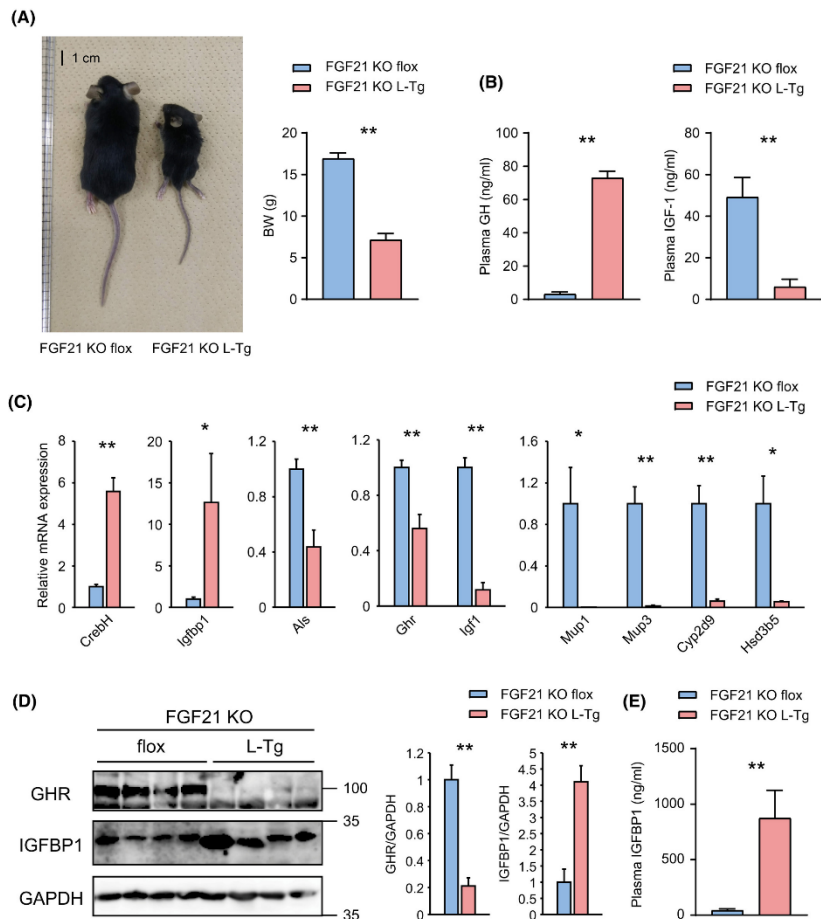 (A)
1 cm
FGF21 KO flox
FGF21 KO L-Tg
FGF21 KO flox
FGF21 KO L-Tg
**
20
15
10
5
0
BW (g)
(B)
FGF21 KO flox
FGF21 KO L-Tg
**
100
80
60
40
20
0
Plasma GH (ng/ml)
**
80
60
40
20
0
Plasma IGF-1 (ng/ml)
(C)
FGF21 KO flox
FGF21 KO L-Tg
Relative mRNA expression
**
8
6
4
2
0
CrebH
*
20
15
10
5
0
Igfbp1
**
1.2
0.8
0.4
0
Als
**
**
1.2
0.8
0.4
0
Ghr
Igf1
*
**
**
*
1.6
1.2
0.8
0.4
0
Mup1
Mup3
Cyp2d9
Hsd3b5
(D)
FGF21 KO
flox
L-Tg
GHR
100
35
IGFBP1
GAPDH
35
FGF21 KO flox
FGF21 KO L-Tg
**
1.2
1
0.8
0.6
0.4
0.2
0
GHR/GAPDH
**
5
4.5
4
3.5
3
2.5
2
1.5
1
0.5
0
IGFBP1/GAPDH
(E)
FGF21 KO flox
FGF21 KO L-Tg
**
1500
1000
500
0
Plasma IGFBP1 (ng/ml)